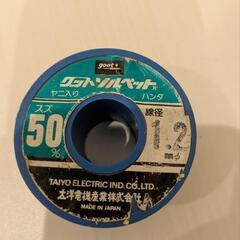 goot
グットソルベット
ヤニ入り
ハンダ
スズ
50%
線径
1.2
mmφ
TAIYO ELECTRIC IND. CO.,LTD.
太洋電機産業株式会社
MADE IN JAPAN